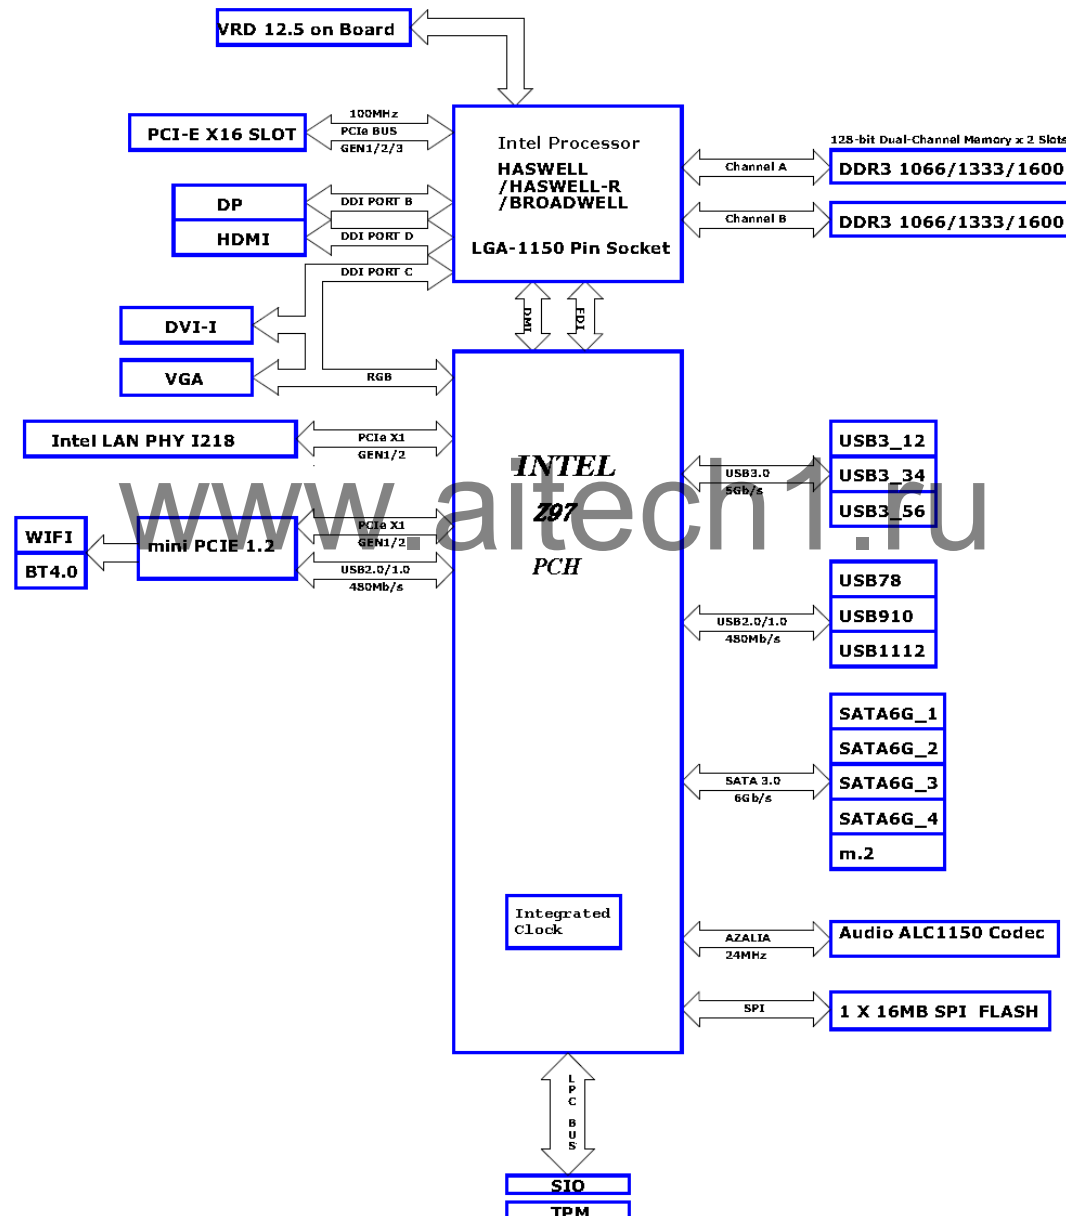 VRD 12.5 on Board
100MHz
PCI-E X16 SLOT
PCIe BUS
GEN1/2/3
Intel Processor
HASWELL
/HASWELL-R
/BROADWELL
LGA-1150 Pin Socket
128-bit Dual-Channel Memory x 2 Slots
Channel A
DDR3 1066/1333/1600
Channel B
DDR3 1066/1333/1600
DP
DDI PORT B
HDMI
DDI PORT D
DDI PORT C
DMI
FDI
DVI-I
VGA
RGB
Intel LAN PHY I218
PCIe X1
GEN1/2
INTEL
Z97
PCH
www.aitech1.ru
USB3_12
USB3.0
USB3_34
5Gb/s
USB3_56
WIFI
BT4.0
mini PCIE 1.2
PCIe X1
GEN1/2
USB2.0/1.0
480Mb/s
USB78
USB2.0/1.0
USB910
480Mb/s
USB1112
SATA6G_1
SATA6G_2
SATA 3.0
SATA6G_3
6Gb/s
SATA6G_4
m.2
Integrated
Clock
AZALIA
24MHz
Audio ALC1150 Codec
SPI
1 X 16MB SPI FLASH
LPC BUS
SIO
TPM